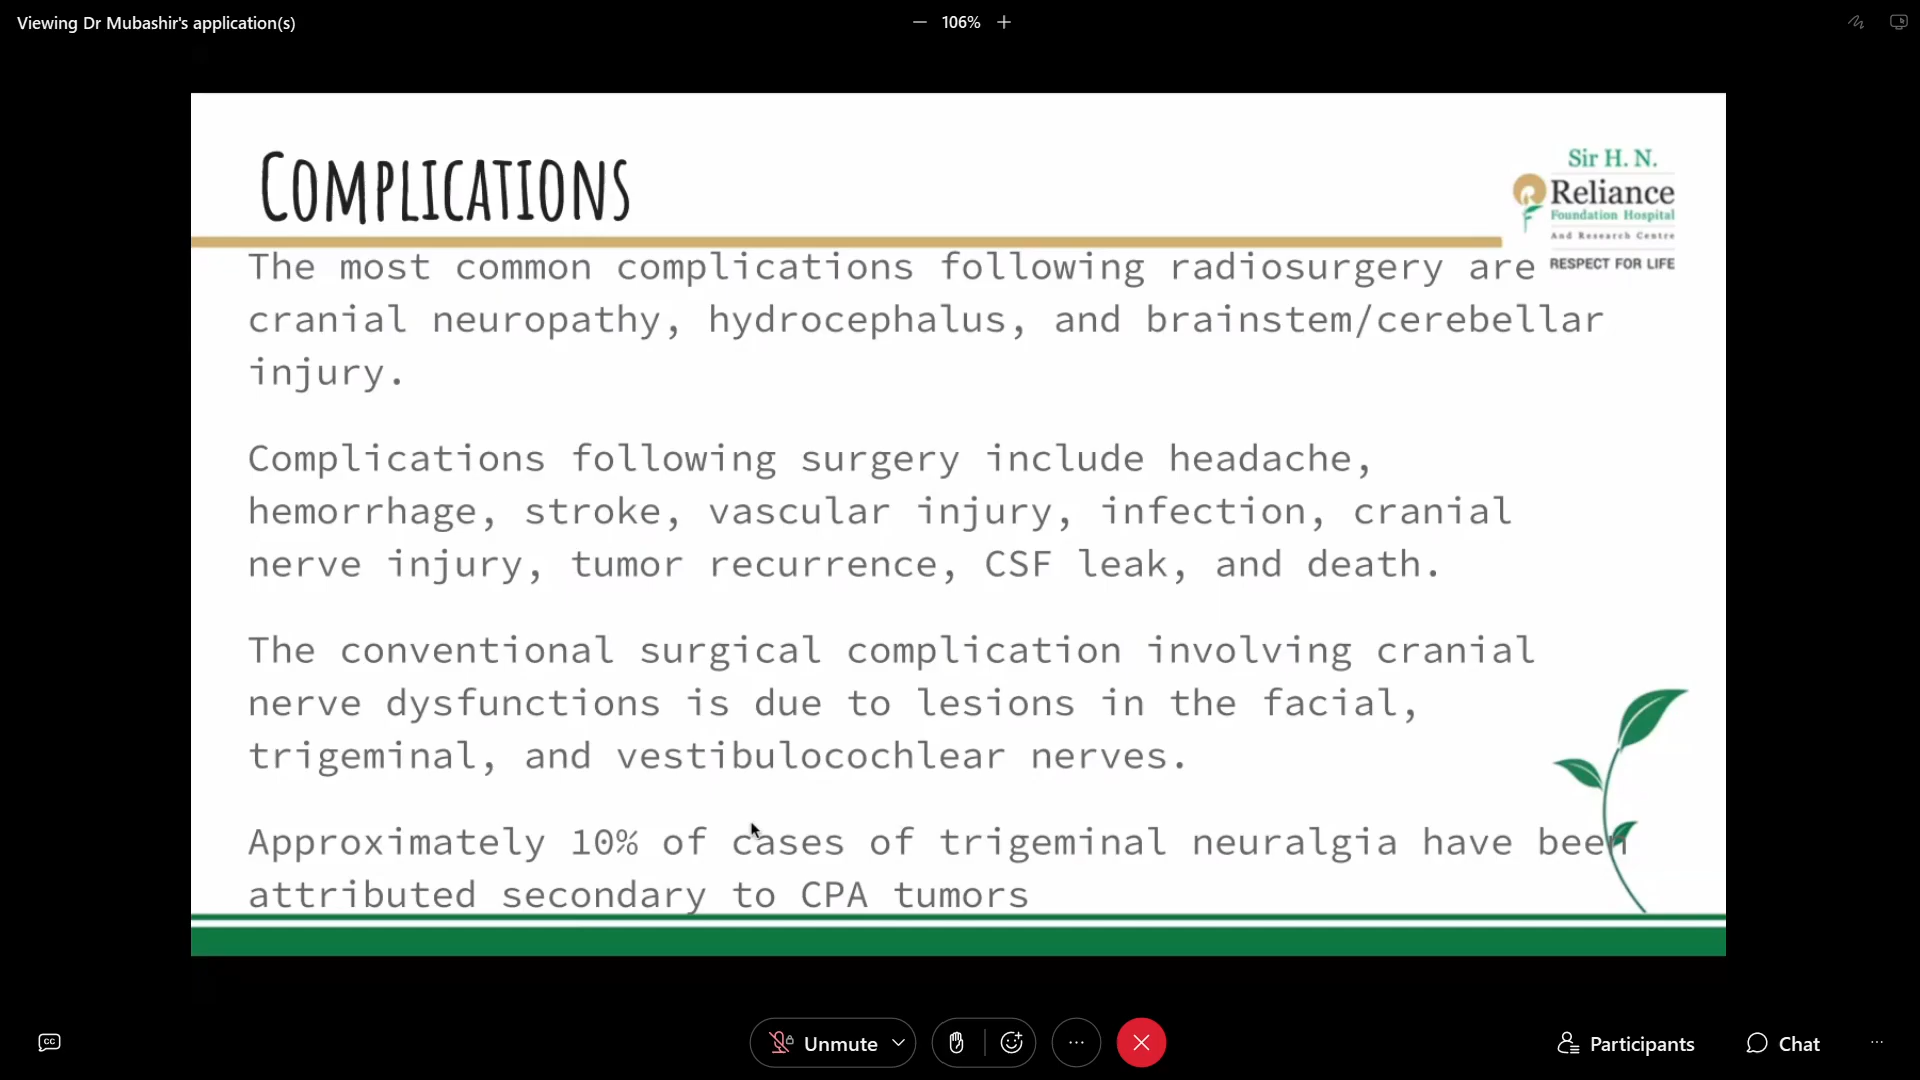 Viewing Dr Mubashir's application(s)
106%
COMPLICATIONS
Sir H. N.
Reliance
Foundation Hospital
And Research Centre
RESPECT FOR LIFE
The most common complications following radiosurgery are
cranial neuropathy, hydrocephalus, and brainstem/cerebellar
injury.
Complications following surgery include headache,
hemorrhage, stroke, vascular injury, infection, cranial
nerve injury, tumor recurrence, CSF leak, and death.
The conventional surgical complication involving cranial
nerve dysfunctions is due to lesions in the facial,
trigeminal, and vestibulocochlear nerves.
Approximately 10% of cases of trigeminal neuralgia have been
attributed secondary to CPA tumors
CC
Unmute
Participants
Chat